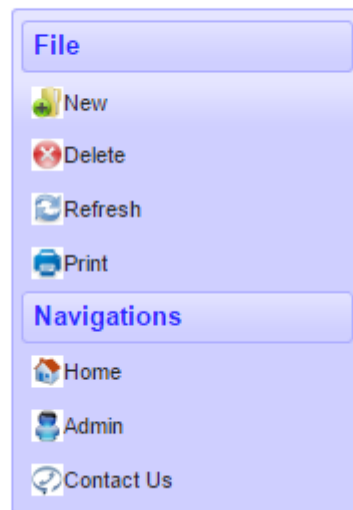 File
New
Delete
Refresh
Print
Navigations
Home
Admin
Contact Us